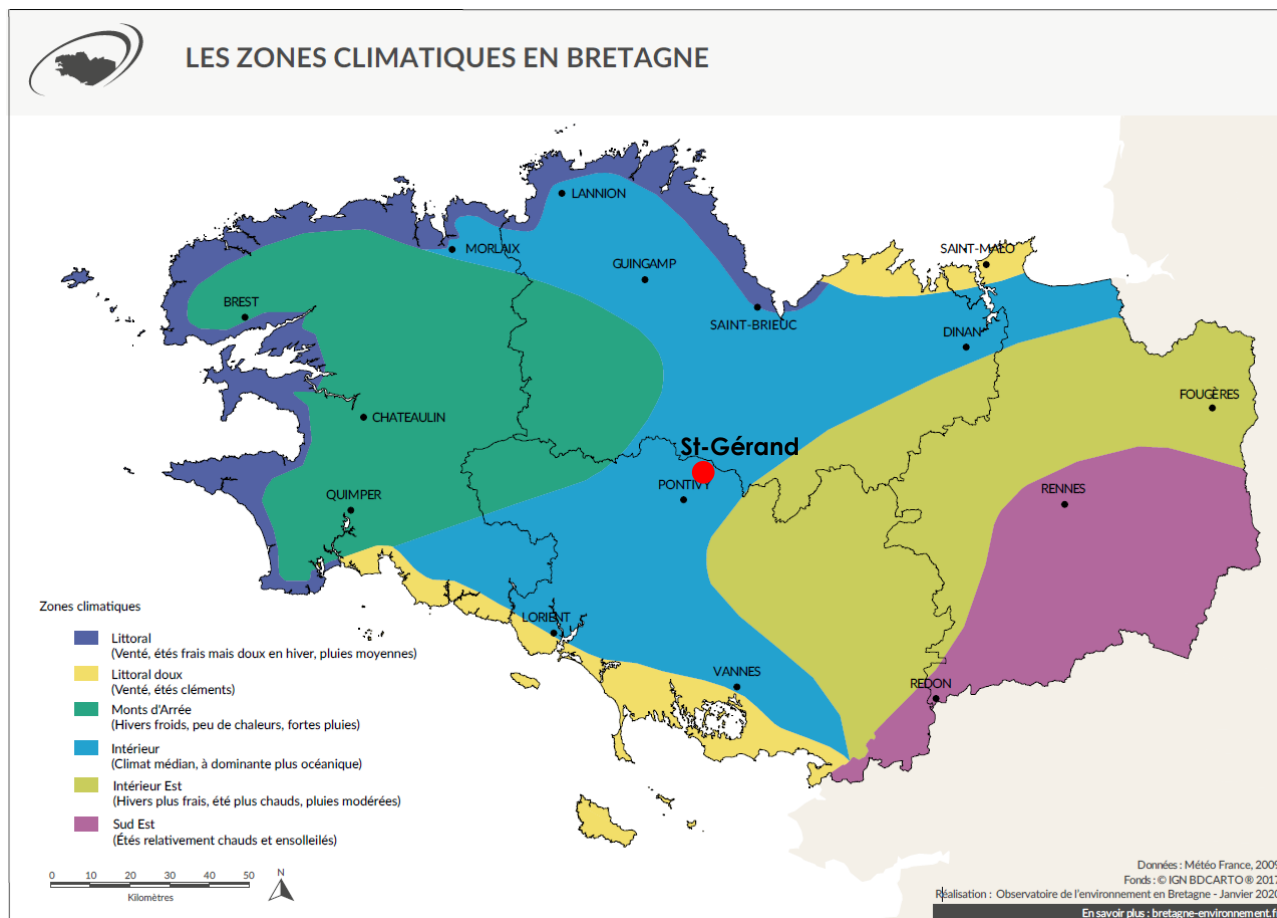 LES ZONES CLIMATIQUES EN BRETAGNE
LANNION
MORLAIX
SAINT-MALO
GUINGAMP
BREST
SAINT-BRIEUC
DINAN
CHATEAULIN
FOUGÈRES
St-Gérand
PONTIVY
QUIMPER
RENNES
LORIENT
VANNES
REDON
Zones climatiques
Littoral
(Venté, étés frais mais doux en hiver, pluies moyennes)
Littoral doux
(Venté, étés cléments)
Monts d'Arrée
(Hivers froids, peu de chaleurs, fortes pluies)
Intérieur
(Climat médian, à dominante plus océanique)
Intérieur Est
(Hivers plus frais, été plus chauds, pluies modérées)
Sud Est
(Étés relativement chauds et ensolleilés)
0 10 20 30 40 50
Kilomètres
N
Données : Météo France, 2009
Fonds : © IGN BDCARTO ® 2017
Réalisation : Observatoire de l'environnement en Bretagne - Janvier 2020
En savoir plus : bretagne-environnement.f